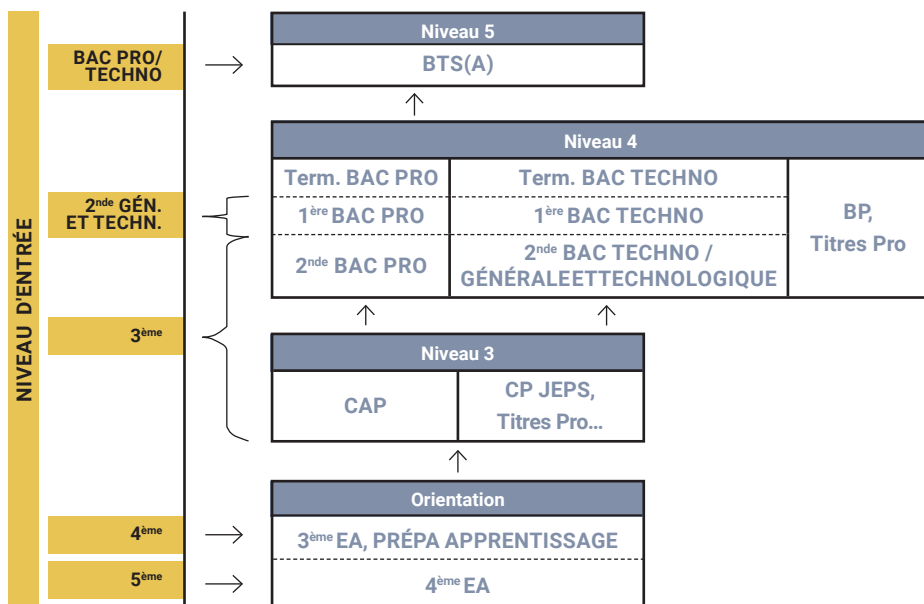 NIVEAU D'ENTRÉE
BAC PRO/
TECHNO
2nde GÉN.
ET TECHN.
3ème
4ème
5ème
Niveau 5
BTS(A)
Niveau 4
Term. BAC PRO
Term. BAC TECHNO
1ère BAC PRO
1ère BAC TECHNO
2nde BAC PRO
2nde BAC TECHNO /
GÉNÉRALEETTECHNOLOGIQUE
BP,
Titres Pro
Niveau 3
CAP
CP JEPS,
Titres Pro...
Orientation
3ème EA, PRÉPA APPRENTISSAGE
4ème EA